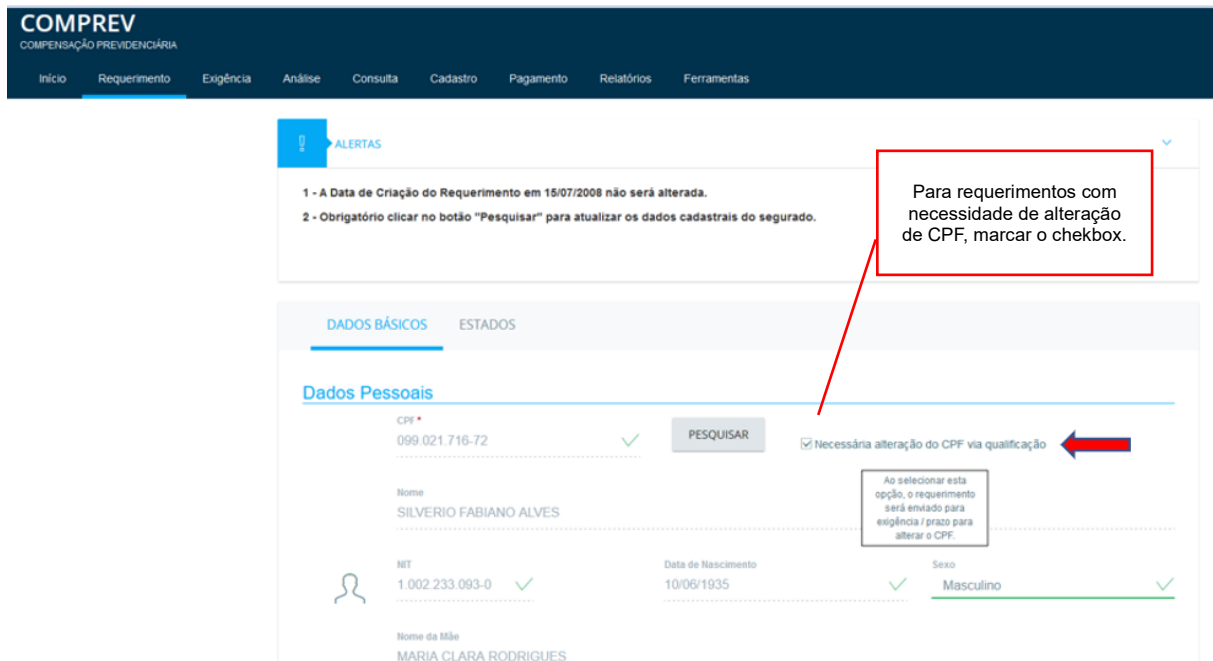 COMPREV
COMPENSAÇÃO PREVIDENCIÁRIA
Início Requerimento Exigência Análise Consulta Cadastro Pagamento Relatórios Ferramentas
ALERTAS
1 - A Data de Criação do Requerimento em 15/07/2008 não será alterada.
2 - Obrigatório clicar no botão "Pesquisar" para atualizar os dados cadastrais do segurado.
Para requerimentos com
necessidade de alteração
de CPF, marcar o chekbox.
DADOS BÁSICOS ESTADOS
Dados Pessoais
CPF *
099.021.716-72
PESQUISAR
Necessária alteração do CPF via qualificação
Ao selecionar esta
opção, o requerimento
será enviado para
exigência / prazo para
alterar o CPF.
Nome
SILVERIO FABIANO ALVES
NIT Data de Nascimento Sexo
1.002.233.093-0 10/06/1935 Masculino
Nome da Mãe
MARIA CLARA RODRIGUES